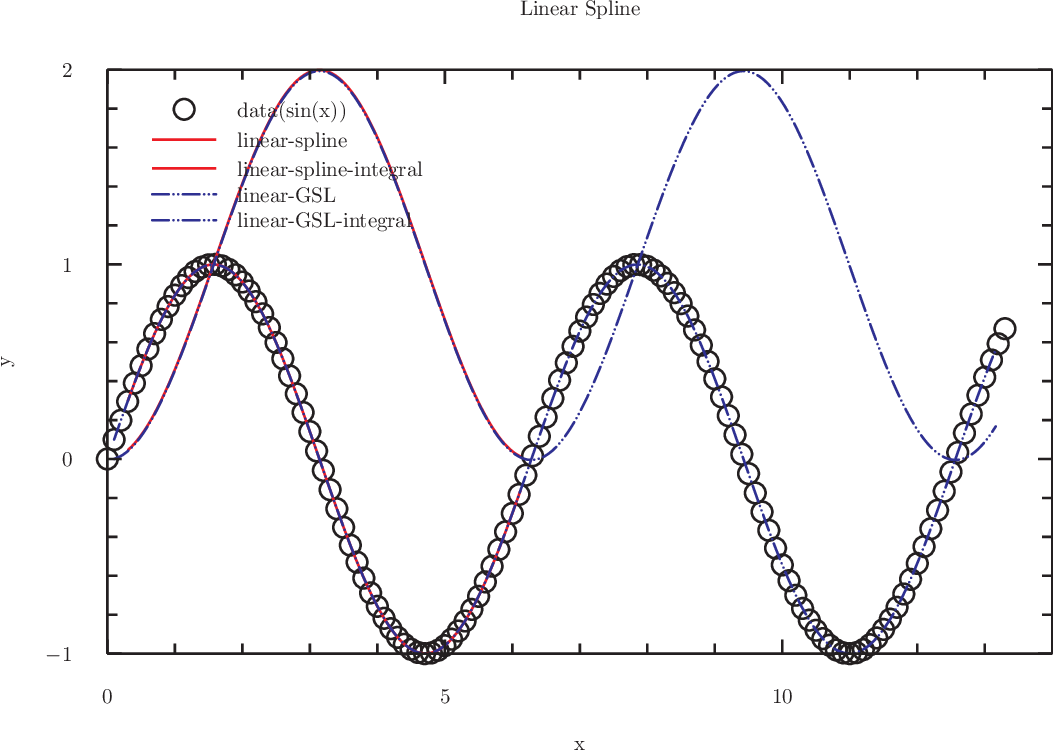 Linear Spline
2
data(sin(x))
linear-spline
linear-spline-integral
linear-GSL
linear-GSL-integral
1
y
0
−1
0 5 10
x